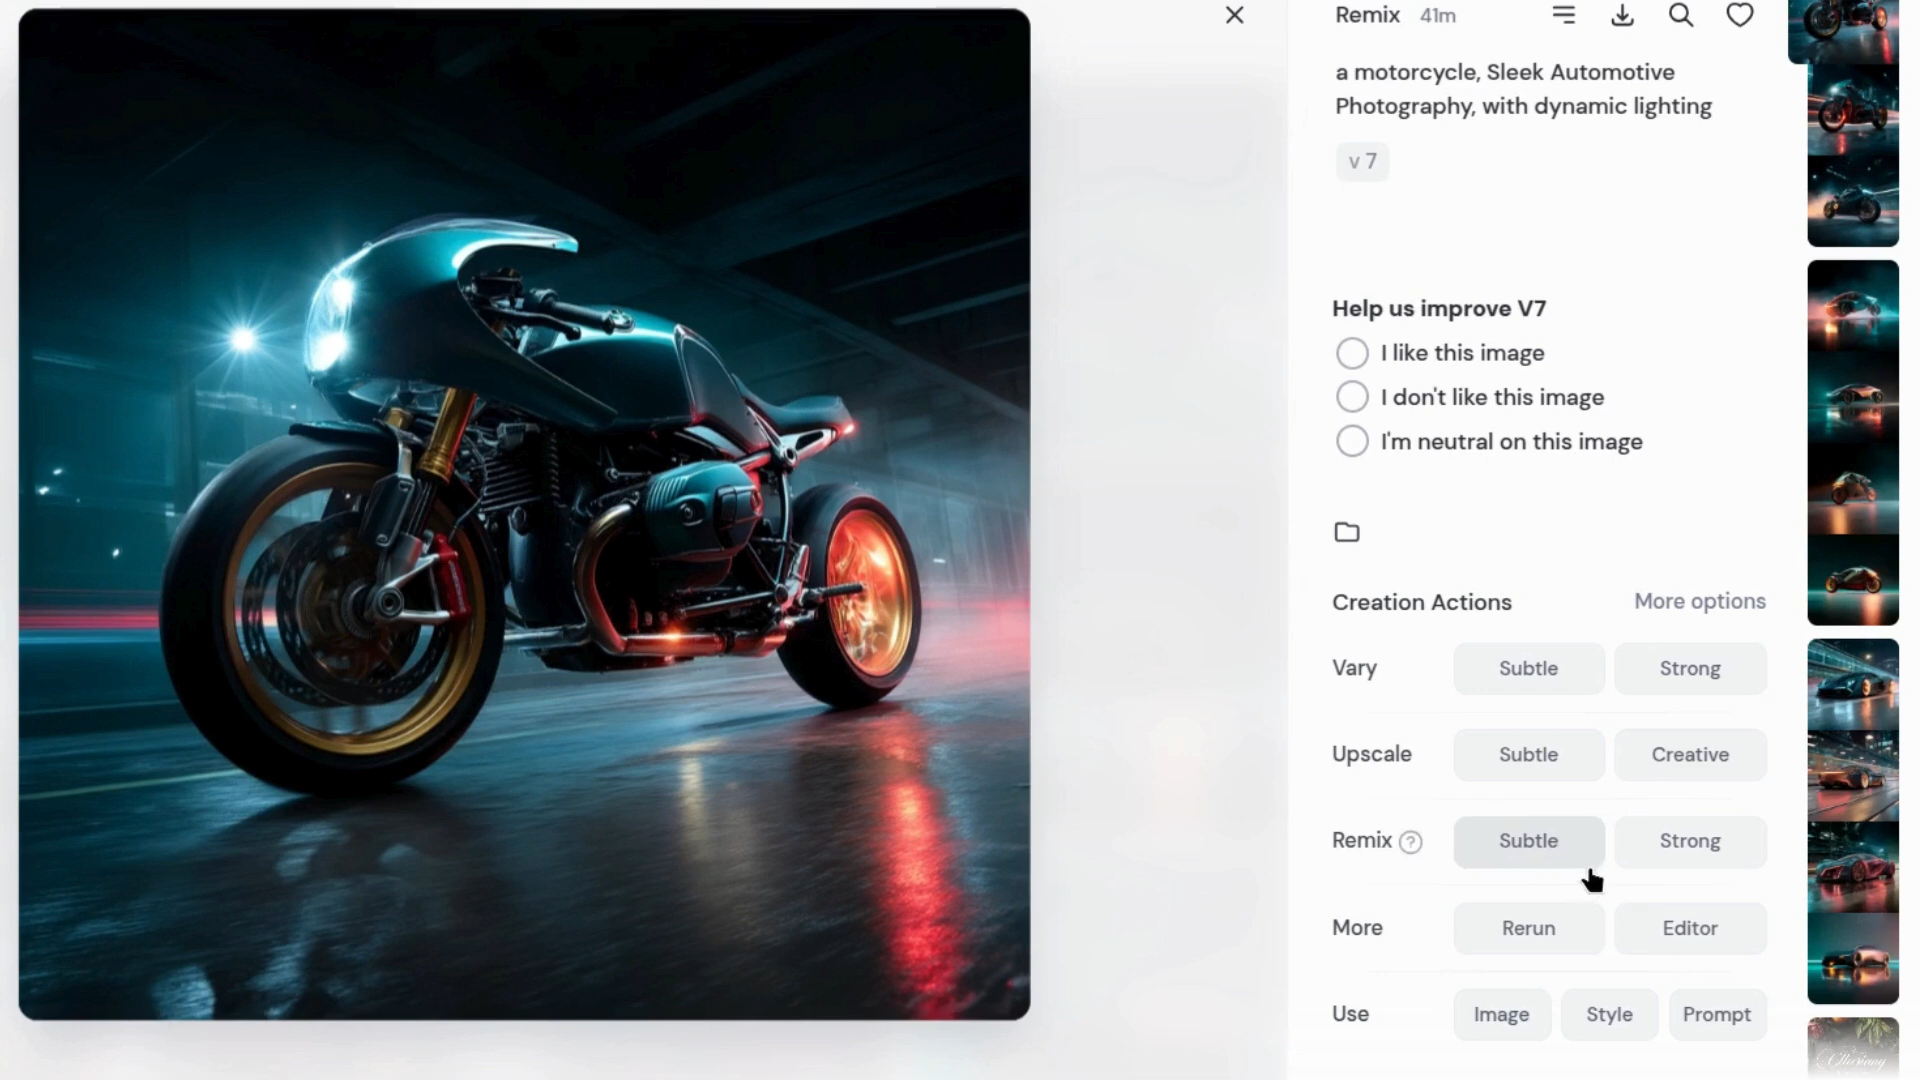 Remix 41m
a motorcycle, Sleek Automotive
Photography, with dynamic lighting
v 7
Help us improve V7
I like this image
I don't like this image
I'm neutral on this image
Creation Actions More options
Vary Subtle Strong
Upscale Subtle Creative
Remix ? Subtle Strong
More Rerun Editor
Use Image Style Prompt